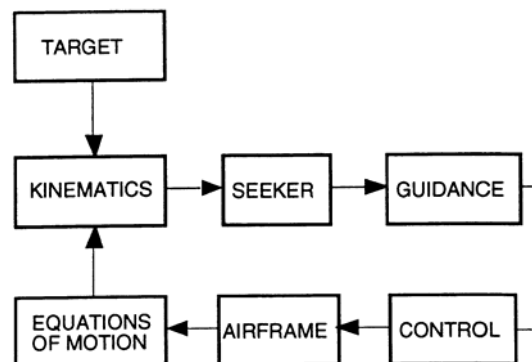 TARGET
KINEMATICS
SEEKER
GUIDANCE
EQUATIONS
OF MOTION
AIRFRAME
CONTROL